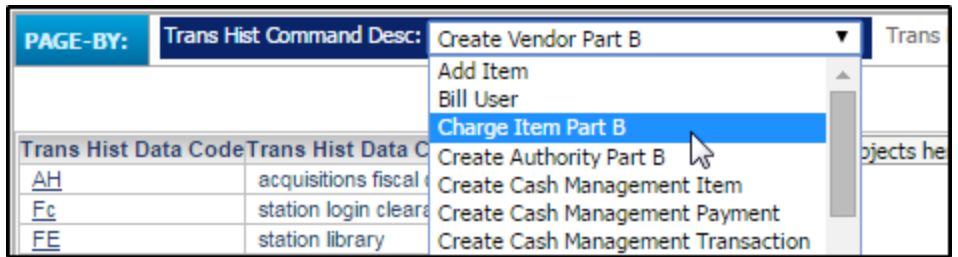 PAGE-BY: Trans Hist Command Desc: Create Vendor Part B Trans
Add Item
Bill User
Charge Item Part B
Create Authority Part B
Create Cash Management Item
Create Cash Management Payment
Create Cash Management Transaction
Trans Hist Data Code Trans Hist Data C
AH acquisitions fiscal
Fc station login cleara
FE station library